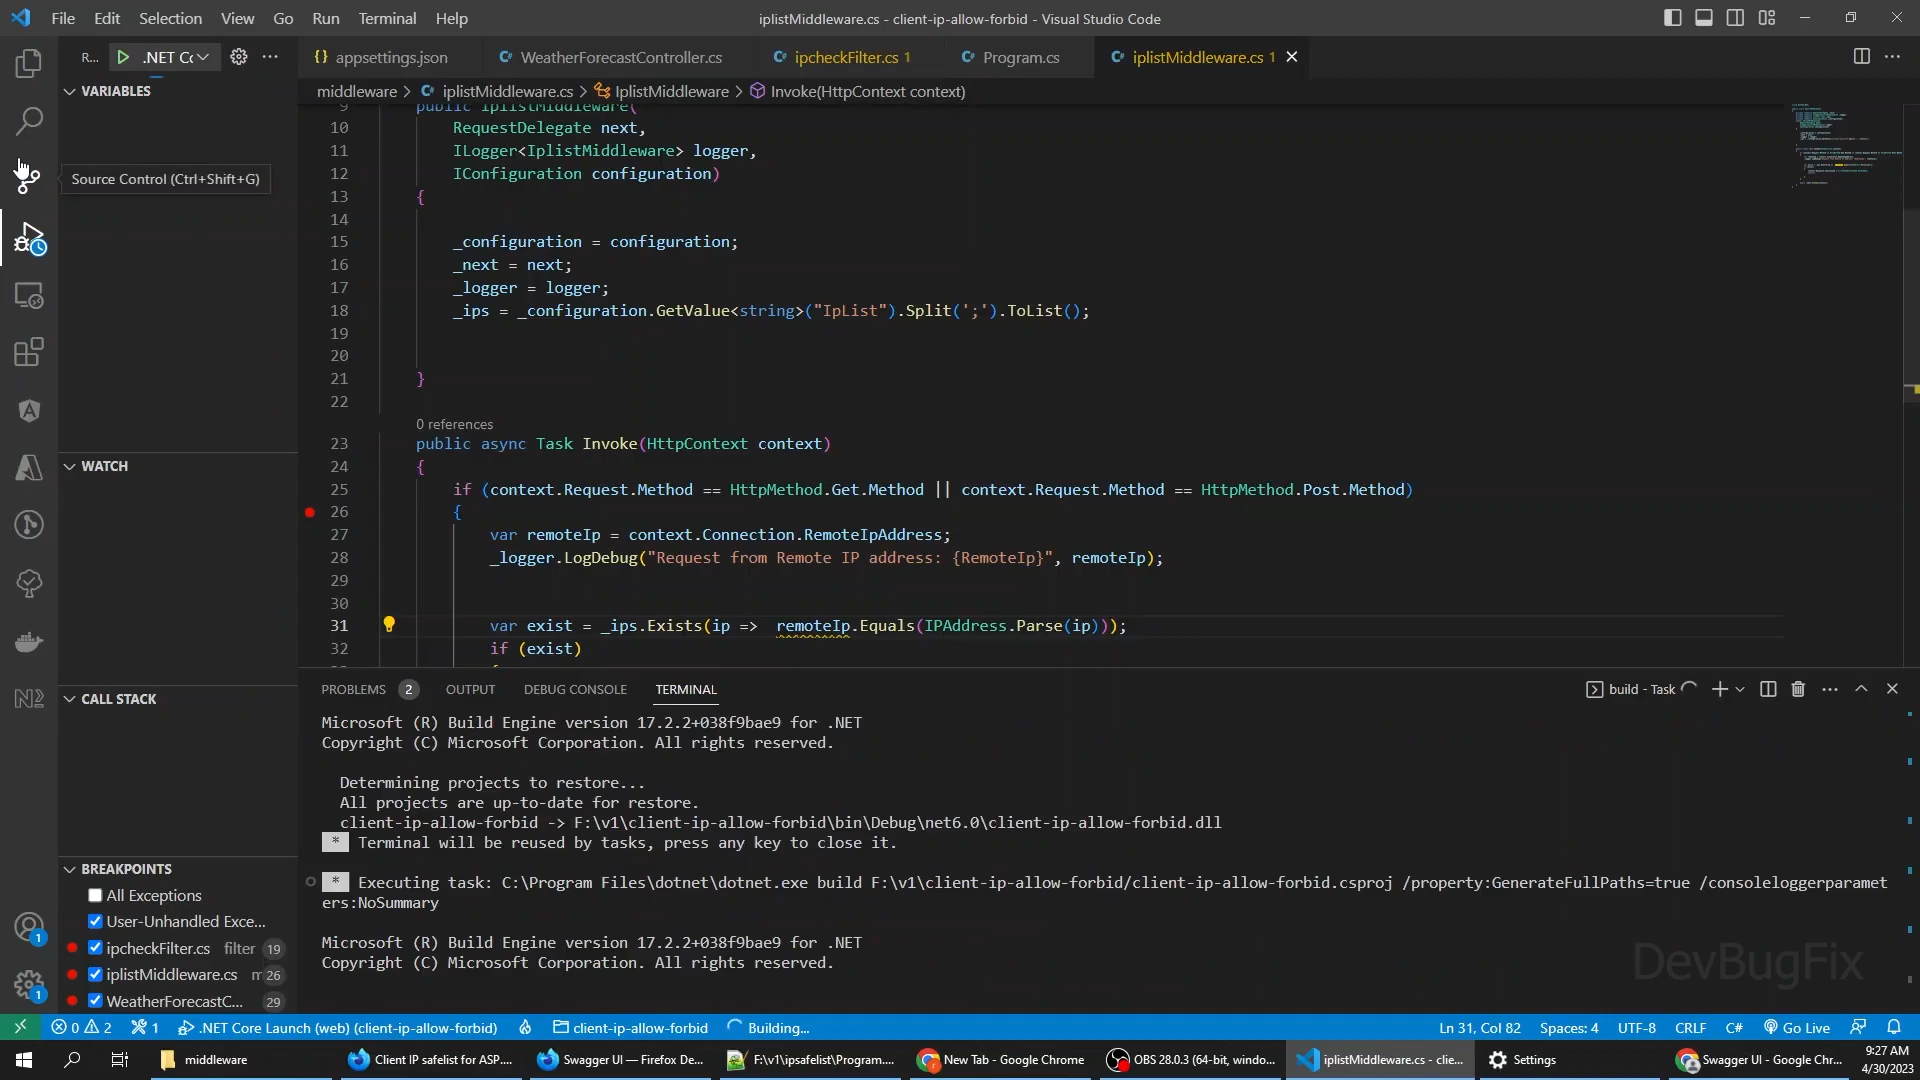 File Edit Selection View Go Run Terminal Help
iplistMiddleware.cs - client-ip-allow-forbid - Visual Studio Code
R... .NET Cc
appsettings.json
WeatherForecastController.cs
ipcheckFilter.cs 1
Program.cs
iplistMiddleware.cs 1
middleware > iplistMiddleware.cs > IplistMiddleware > Invoke(HttpContext context)
VARIABLES
Source Control (Ctrl+Shift+G)
WATCH
CALL STACK
BREAKPOINTS
All Exceptions
User-Unhandled Exce...
ipcheckFilter.cs filter 19
iplistMiddleware.cs m 26
WeatherForecastC... 29
9 public IplistMiddleware(
10 RequestDelegate next,
11 ILogger<IplistMiddleware> logger,
12 IConfiguration configuration)
13 {
14
15 _configuration = configuration;
16 _next = next;
17 _logger = logger;
18 _ips = _configuration.GetValue<string>("IpList").Split(';').ToList();
19
20
21 }
22
0 references
23 public async Task Invoke(HttpContext context)
24 {
25 if (context.Request.Method == HttpMethod.Get.Method || context.Request.Method == HttpMethod.Post.Method)
26 {
27 var remoteIp = context.Connection.RemoteIpAddress;
28 _logger.LogDebug("Request from Remote IP address: {RemoteIp}", remoteIp);
29
30
31 var exist = _ips.Exists(ip => remoteIp.Equals(IPAddress.Parse(ip)));
32 if (exist)
PROBLEMS 2 OUTPUT DEBUG CONSOLE TERMINAL
build - Task
Microsoft (R) Build Engine version 17.2.2+038f9bae9 for .NET
Copyright (C) Microsoft Corporation. All rights reserved.
Determining projects to restore...
All projects are up-to-date for restore.
client-ip-allow-forbid -> F:\v1\client-ip-allow-forbid\bin\Debug\net6.0\client-ip-allow-forbid.dll
* Terminal will be reused by tasks, press any key to close it.
* Executing task: C:\Program Files\dotnet\dotnet.exe build F:\v1\client-ip-allow-forbid/client-ip-allow-forbid.csproj /property:GenerateFullPaths=true /consoleloggerparamet
ers:NoSummary
Microsoft (R) Build Engine version 17.2.2+038f9bae9 for .NET
Copyright (C) Microsoft Corporation. All rights reserved.
DevBugFix
1
1
0 2 1 .NET Core Launch (web) (client-ip-allow-forbid) client-ip-allow-forbid Building...
Ln 31, Col 82 Spaces: 4 UTF-8 CRLF C# Go Live
middleware
Client IP safelist for ASP....
Swagger UI — Firefox De...
F:\v1\ipsafelist\Program....
New Tab - Google Chrome
OBS 28.0.3 (64-bit, windo...
iplistMiddleware.cs - clie...
Settings
Swagger UI - Google Chr...
9:27 AM
4/30/2023